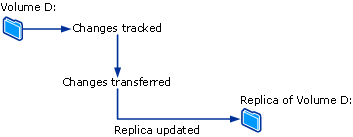 Volume D:
Changes tracked
Changes transferred
Replica of Volume D:
Replica updated